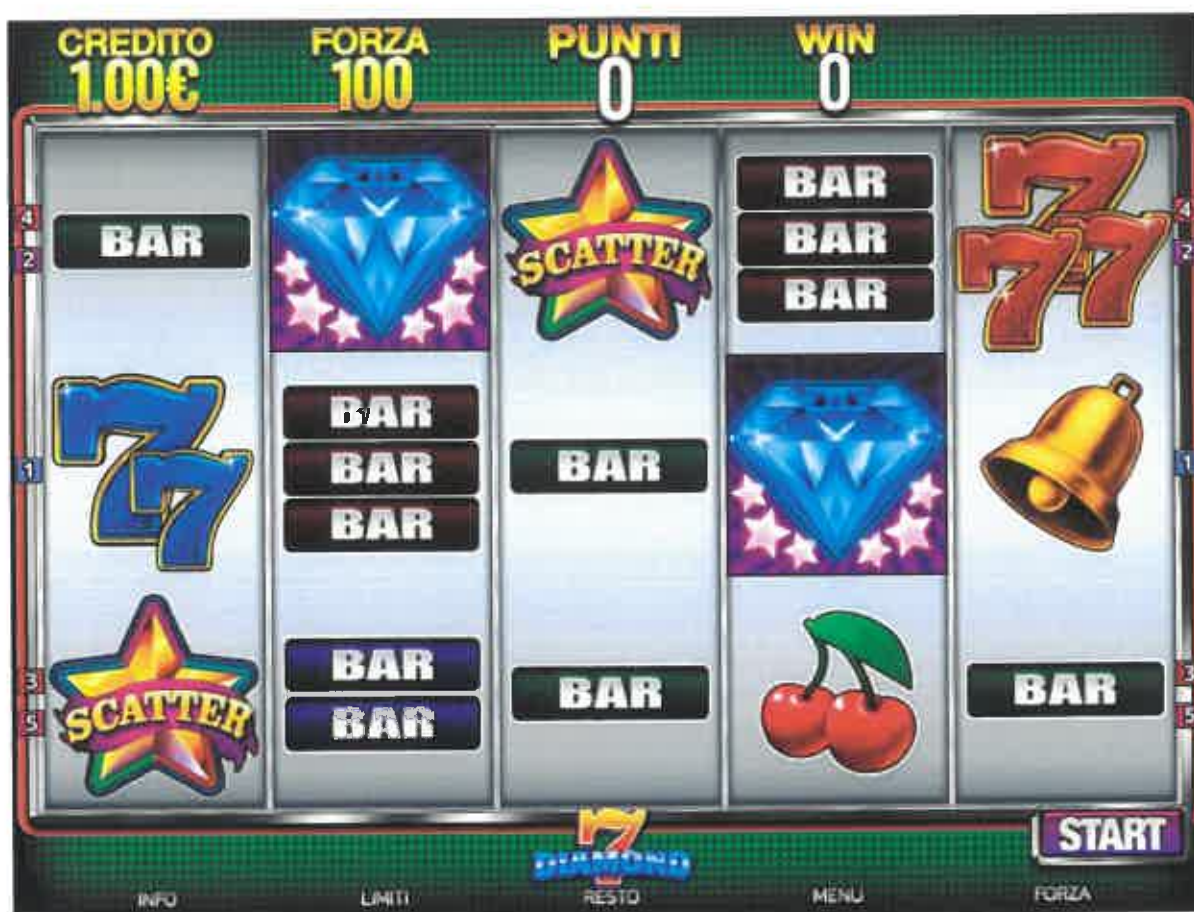 CREDITO FORZA PUNTI WIN
1.00€ 100 0 0
BAR
SCATTER
BAR
BAR
BAR
777
4 4
2 2
77
BAR
BAR
BAR
BAR
1 1
SCATTER
BAR
BAR
BAR
BAR
3 3
5 5
7
DIAMOND
START
INFO LIMITI RESTO MENU FORZA